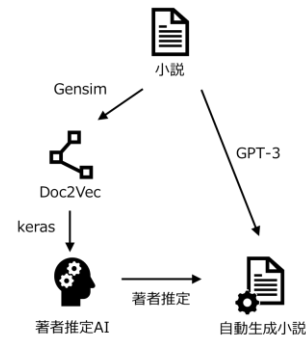 小説
Gensim
GPT-3
Doc2Vec
keras
著者推定
著者推定AI
自動生成小説